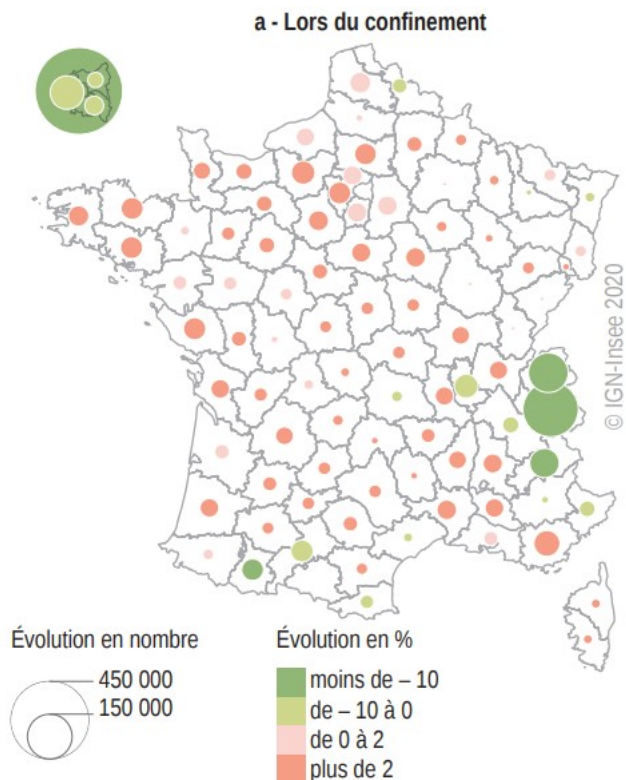 a - Lors du confinement
© IGN-Insee 2020
Évolution en nombre
450 000
150 000
Évolution en %
moins de – 10
de – 10 à 0
de 0 à 2
plus de 2